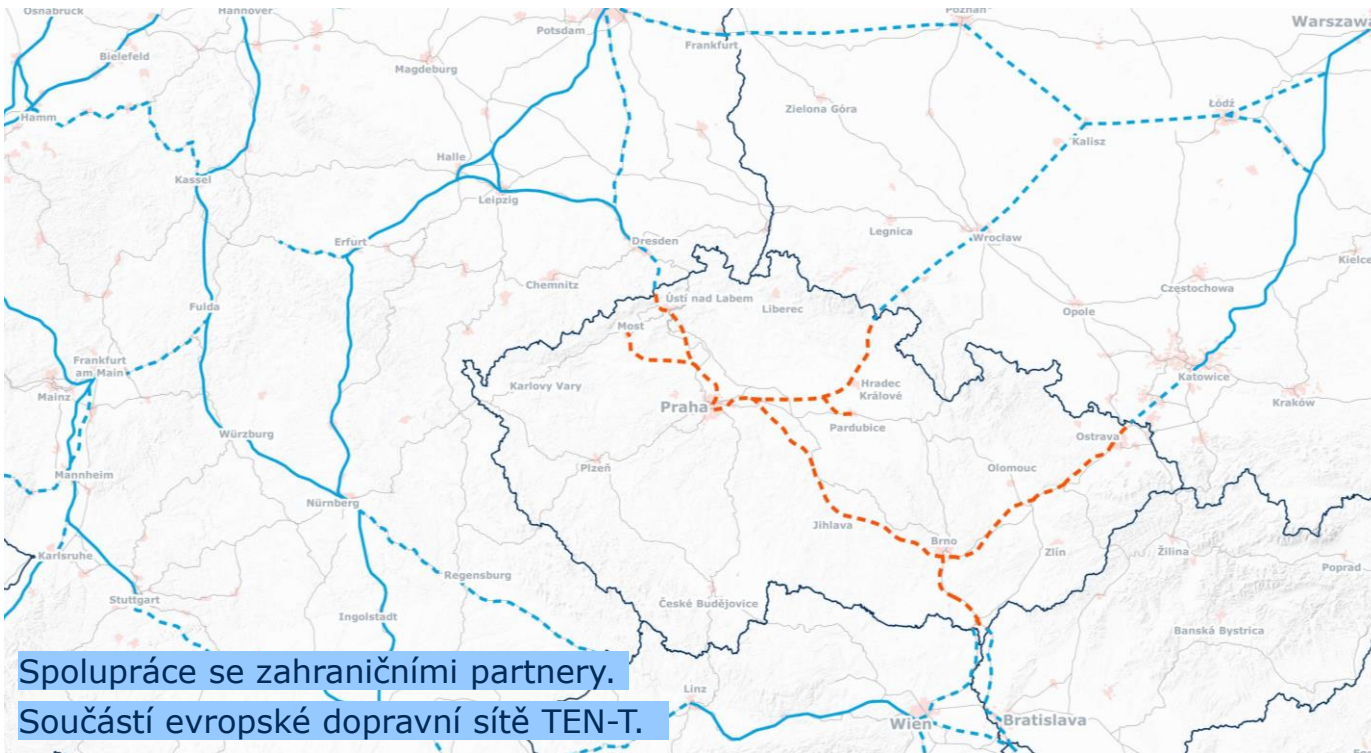 Osnabrück
Hannover
Poznań
Potsdam
Frankfurt
Warszawa
Bielefeld
Magdeburg
Zielona Góra
Łódź
Hamm
Kalisz
Halle
Kassel
Leipzig
Legnica
Wrocław
Erfurt
Dresden
Kielce
Chemnitz
Częstochowa
Fulda
Ústí nad Labem
Liberec
Opole
Most
Frankfurt
am Main
Karlovy Vary
Hradec
Králové
Katowice
Mainz
Praha
Kraków
Pardubice
Würzburg
Ostrava
Plzeň
Olomouc
Mannheim
Nürnberg
Jihlava
Brno
Zlín
Žilina
Karlsruhe
Poprad
Regensburg
Stuttgart
České Budějovice
Ingolstadt
Banská Bystrica
Spolupráce se zahraničními partnery.
Linz
Součástí evropské dopravní sítě TEN-T.
Wien
Bratislava